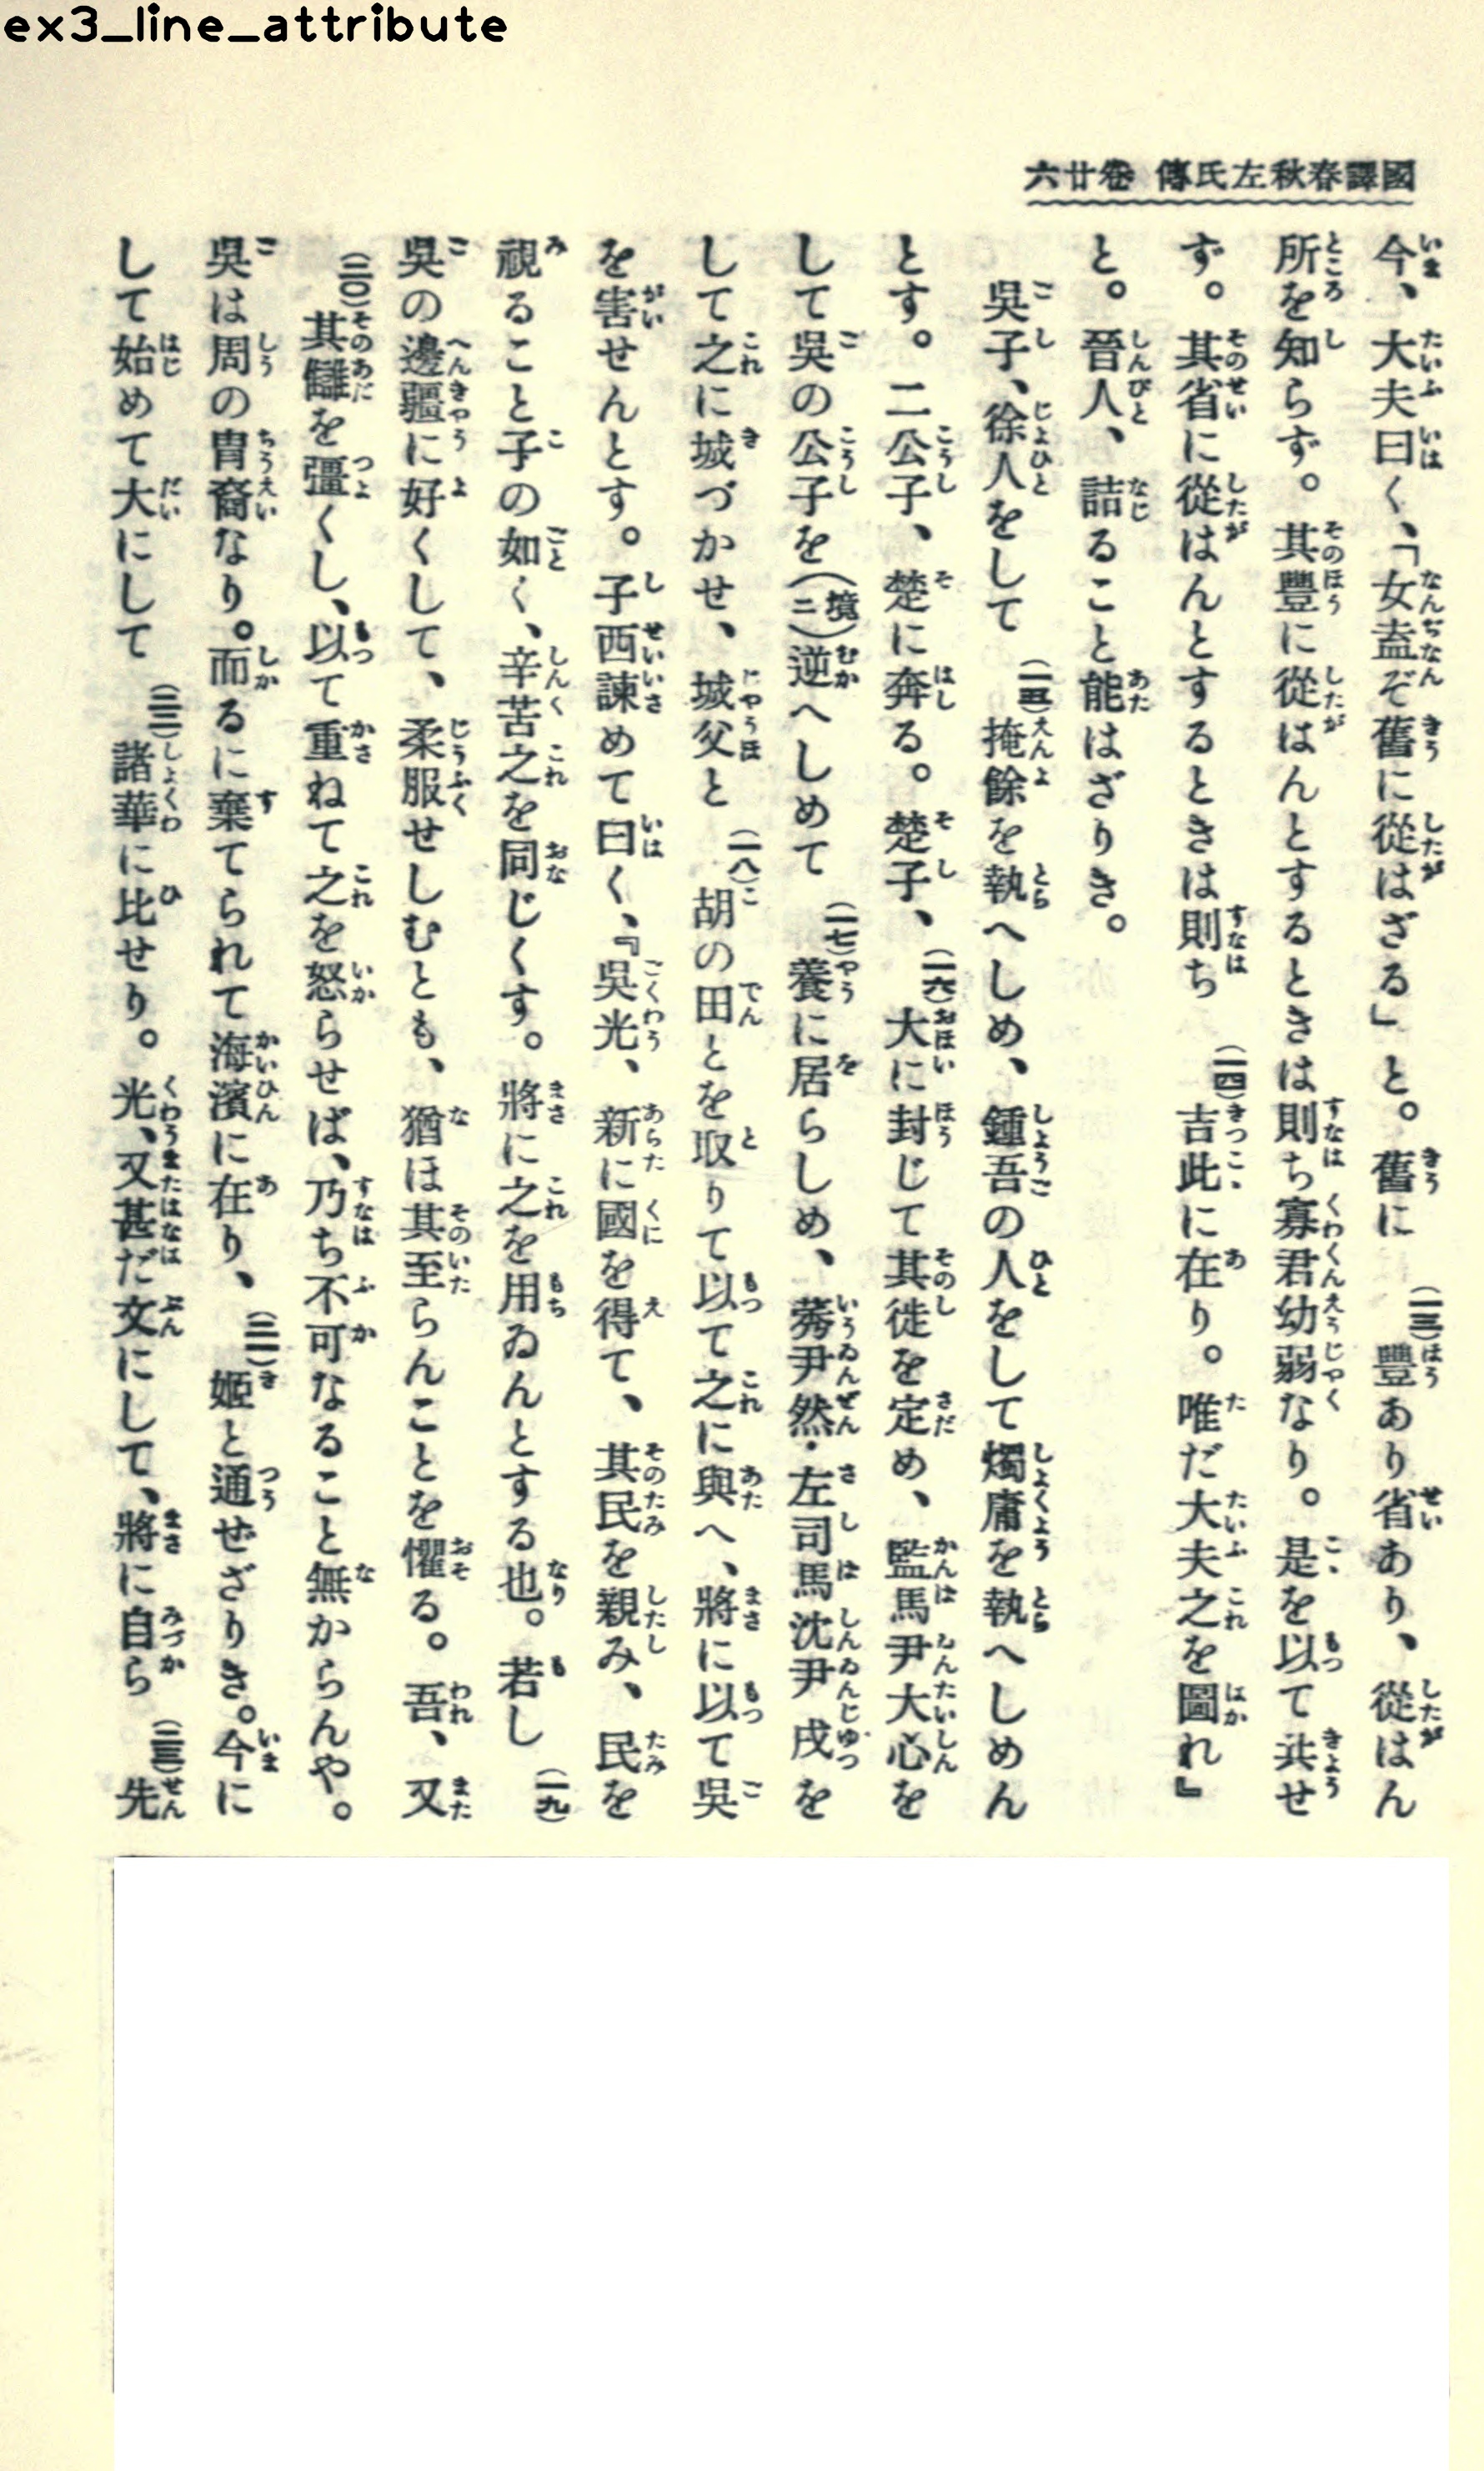 ex3_line_attribute
國譯春秋左氏傳 卷廿六
今、大夫曰く、「女盍ぞ舊に從はざる」と。舊に(一三)豐あり省あり、從はん
所を知らず。其豐に從はんとするときは則ち寡君幼弱なり。是を以て共せ
ず。其省に從はんとするときは則ち(一四)吉此に在り。唯だ大夫之を圖れ』
と。晉人、詰ること能はざりき。
吳子、徐人をして(一五)掩餘を執へしめ、鍾吾の人をして燭庸を執へしめん
とす。二公子、楚に奔る。楚子、(一六)大に封じて其徙を定め、監馬尹大心を
して吳の公子を(境二)逆へしめて(一七)養に居らしめ、莠尹然・左司馬沈尹戌を
して之に城づかせ、城父と(一八)胡の田とを取りて以て之に與へ、將に以て吳
を害せんとす。子西諫めて曰く、『吳光、新に國を得て、其民を親み、民を
視ること子の如く、辛苦之を同じくす。將に之を用ゐんとする也。若し(一九)
吳の邊疆に好くして、柔服せしむとも、猶ほ其至らんことを懼る。吾、又
(二〇)其讎を彊くし、以て重ねて之を怒らせば、乃ち不可なること無からんや。
吳は周の冑裔なり。而るに棄てられて海濱に在り、(二一)姬と通ぜざりき。今に
して始めて大にして(二二)諸華に比せり。光、又甚だ文にして、將に自ら(二三)先